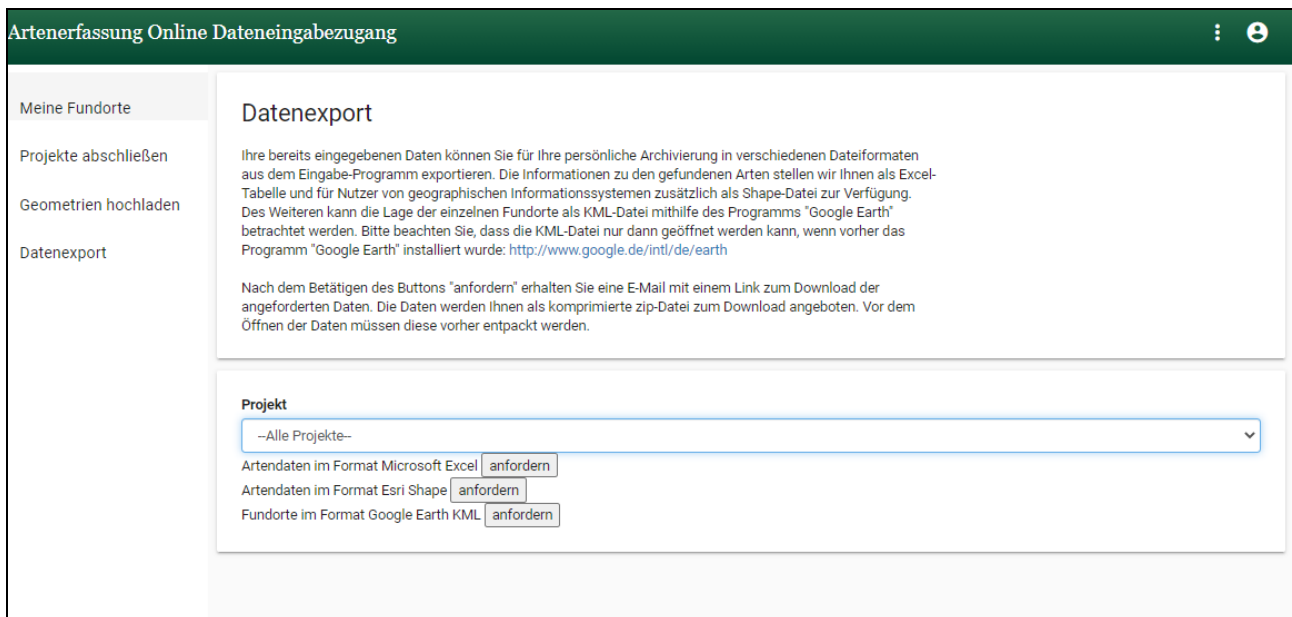 Artenerfassung Online Dateneingabezugang
Meine Fundorte
Projekte abschließen
Geometrien hochladen
Datenexport
Datenexport
Ihre bereits eingegebenen Daten können Sie für Ihre persönliche Archivierung in verschiedenen Dateiformaten
aus dem Eingabe-Programm exportieren. Die Informationen zu den gefundenen Arten stellen wir Ihnen als Excel-
Tabelle und für Nutzer von geographischen Informationssystemen zusätzlich als Shape-Datei zur Verfügung.
Des Weiteren kann die Lage der einzelnen Fundorte als KML-Datei mithilfe des Programms "Google Earth"
betrachtet werden. Bitte beachten Sie, dass die KML-Datei nur dann geöffnet werden kann, wenn vorher das
Programm "Google Earth" installiert wurde: http://www.google.de/intl/de/earth
Nach dem Betätigen des Buttons "anfordern" erhalten Sie eine E-Mail mit einem Link zum Download der
angeforderten Daten. Die Daten werden Ihnen als komprimierte zip-Datei zum Download angeboten. Vor dem
Öffnen der Daten müssen diese vorher entpackt werden.
Projekt
--Alle Projekte--
Artendaten im Format Microsoft Excel anfordern
Artendaten im Format Esri Shape anfordern
Fundorte im Format Google Earth KML anfordern